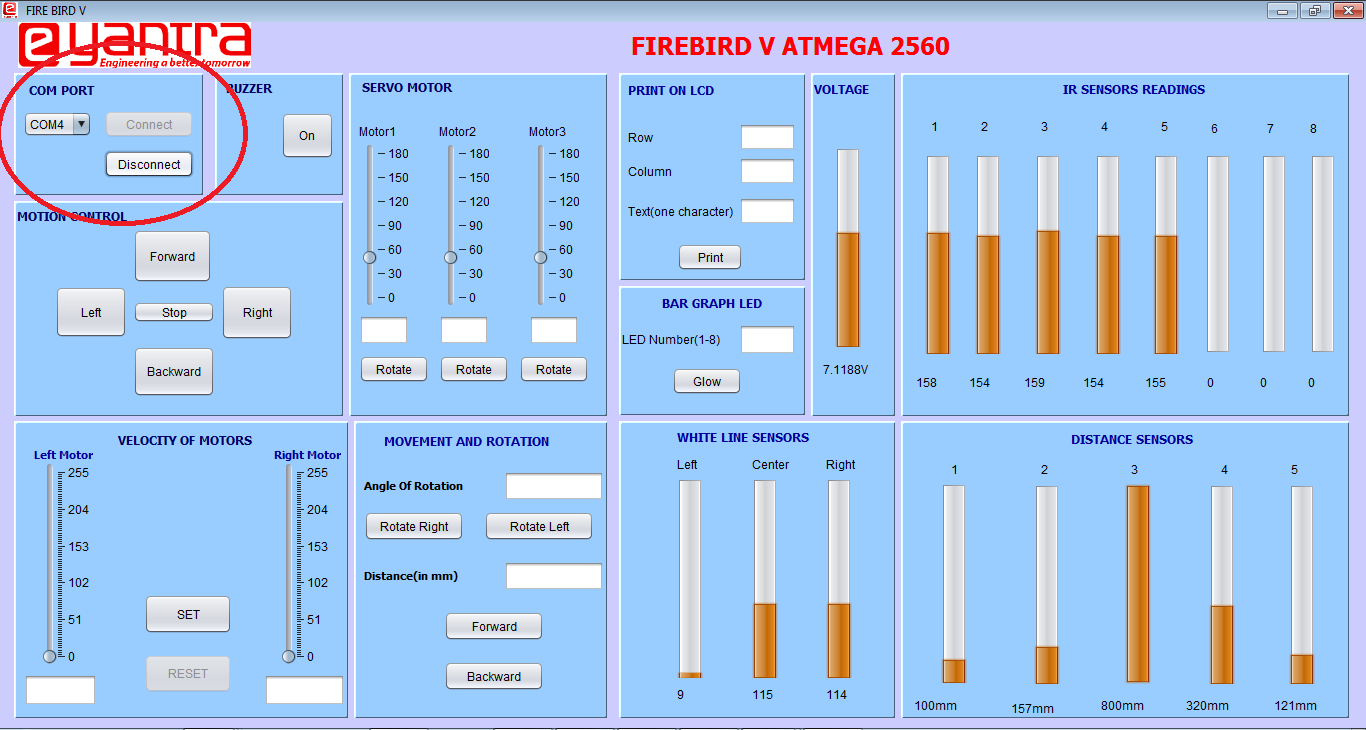 FIRE BIRD V
e yantra
Engineering a better tomorrow
FIREBIRD V ATMEGA 2560
COM PORT
COM4
Connect
Disconnect
BUZZER
On
MOTION CONTROL
Forward
Left
Stop
Right
Backward
SERVO MOTOR
Motor1 Motor2 Motor3
180 180 180
150 150 150
120 120 120
90 90 90
60 60 60
30 30 30
0 0 0
Rotate Rotate Rotate
PRINT ON LCD
Row
Column
Text(one character)
Print
BAR GRAPH LED
LED Number(1-8)
Glow
VOLTAGE
7.1188V
IR SENSORS READINGS
1 2 3 4 5 6 7 8
158 154 159 154 155 0 0 0
VELOCITY OF MOTORS
Left Motor Right Motor
255 255
204 204
153 153
102 102
51 51
0 0
SET
RESET
MOVEMENT AND ROTATION
Angle Of Rotation
Rotate Right Rotate Left
Distance(in mm)
Forward
Backward
WHITE LINE SENSORS
Left Center Right
9 115 114
DISTANCE SENSORS
1 2 3 4 5
100mm 157mm 800mm 320mm 121mm